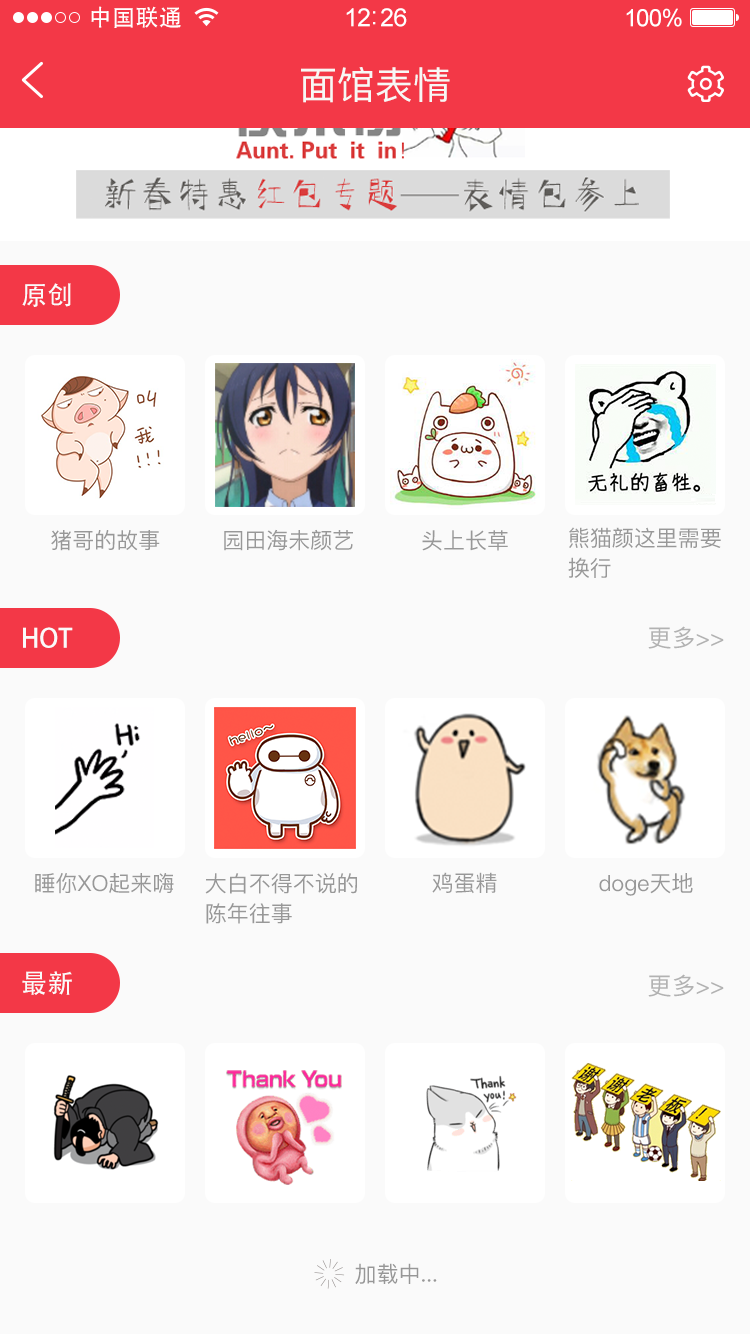 中国联通
12:26
100%
面馆表情
Aunt. Put it in!
新春特惠红包专题——表情包参上
原创
叫
我
!!!
无礼的畜牲。
猪哥的故事
园田海未颜艺
头上长草
熊猫颜这里需要
换行
HOT
更多>>
Hi
hello~
睡你XO起来嗨
大白不得不说的
陈年往事
鸡蛋精
doge天地
最新
更多>>
Thank You
Thank
you!
谢谢老板!
加载中...